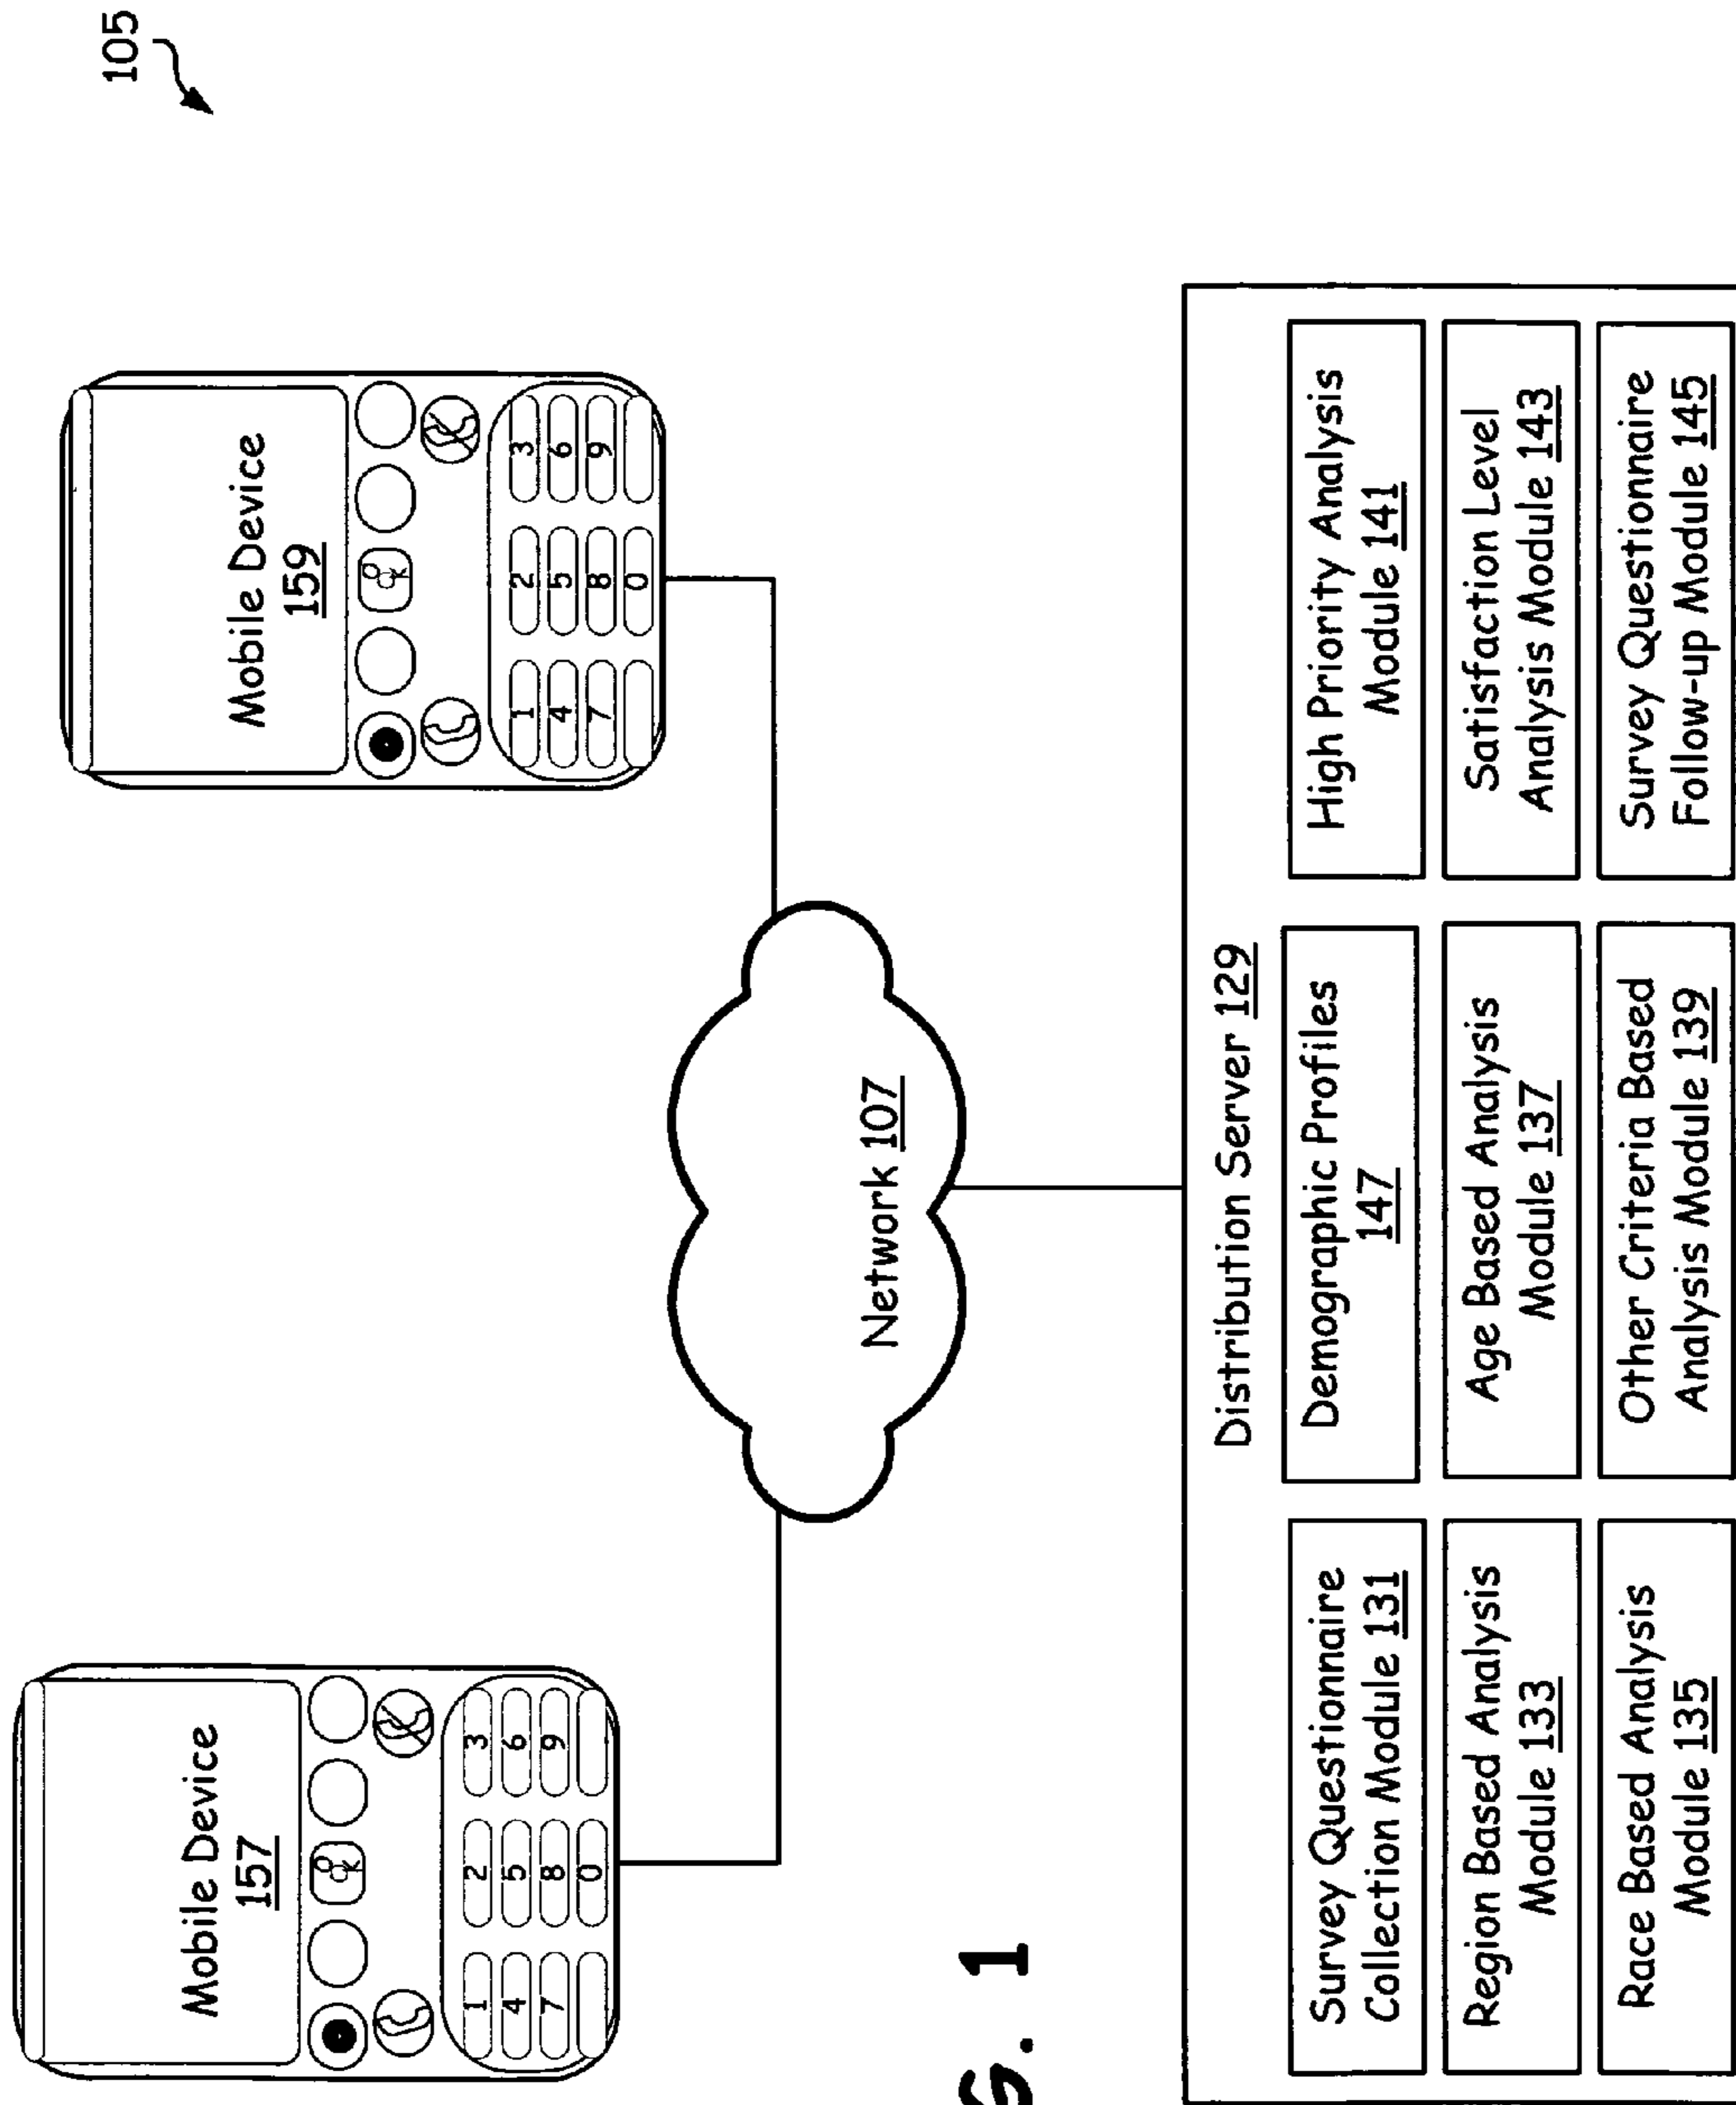 105
Mobile Device
157
OK
1 2 3
4 5 6
7 8 9
0
Mobile Device
159
OK
1 2 3
4 5 6
7 8 9
0
Network 107
G. 1
Distribution Server 129
Survey Questionnaire
Collection Module 131
Demographic Profiles
147
High Priority Analysis
Module 141
Region Based Analysis
Module 133
Age Based Analysis
Module 137
Satisfaction Level
Analysis Module 143
Race Based Analysis
Module 135
Other Criteria Based
Analysis Module 139
Survey Questionnaire
Follow-up Module 145